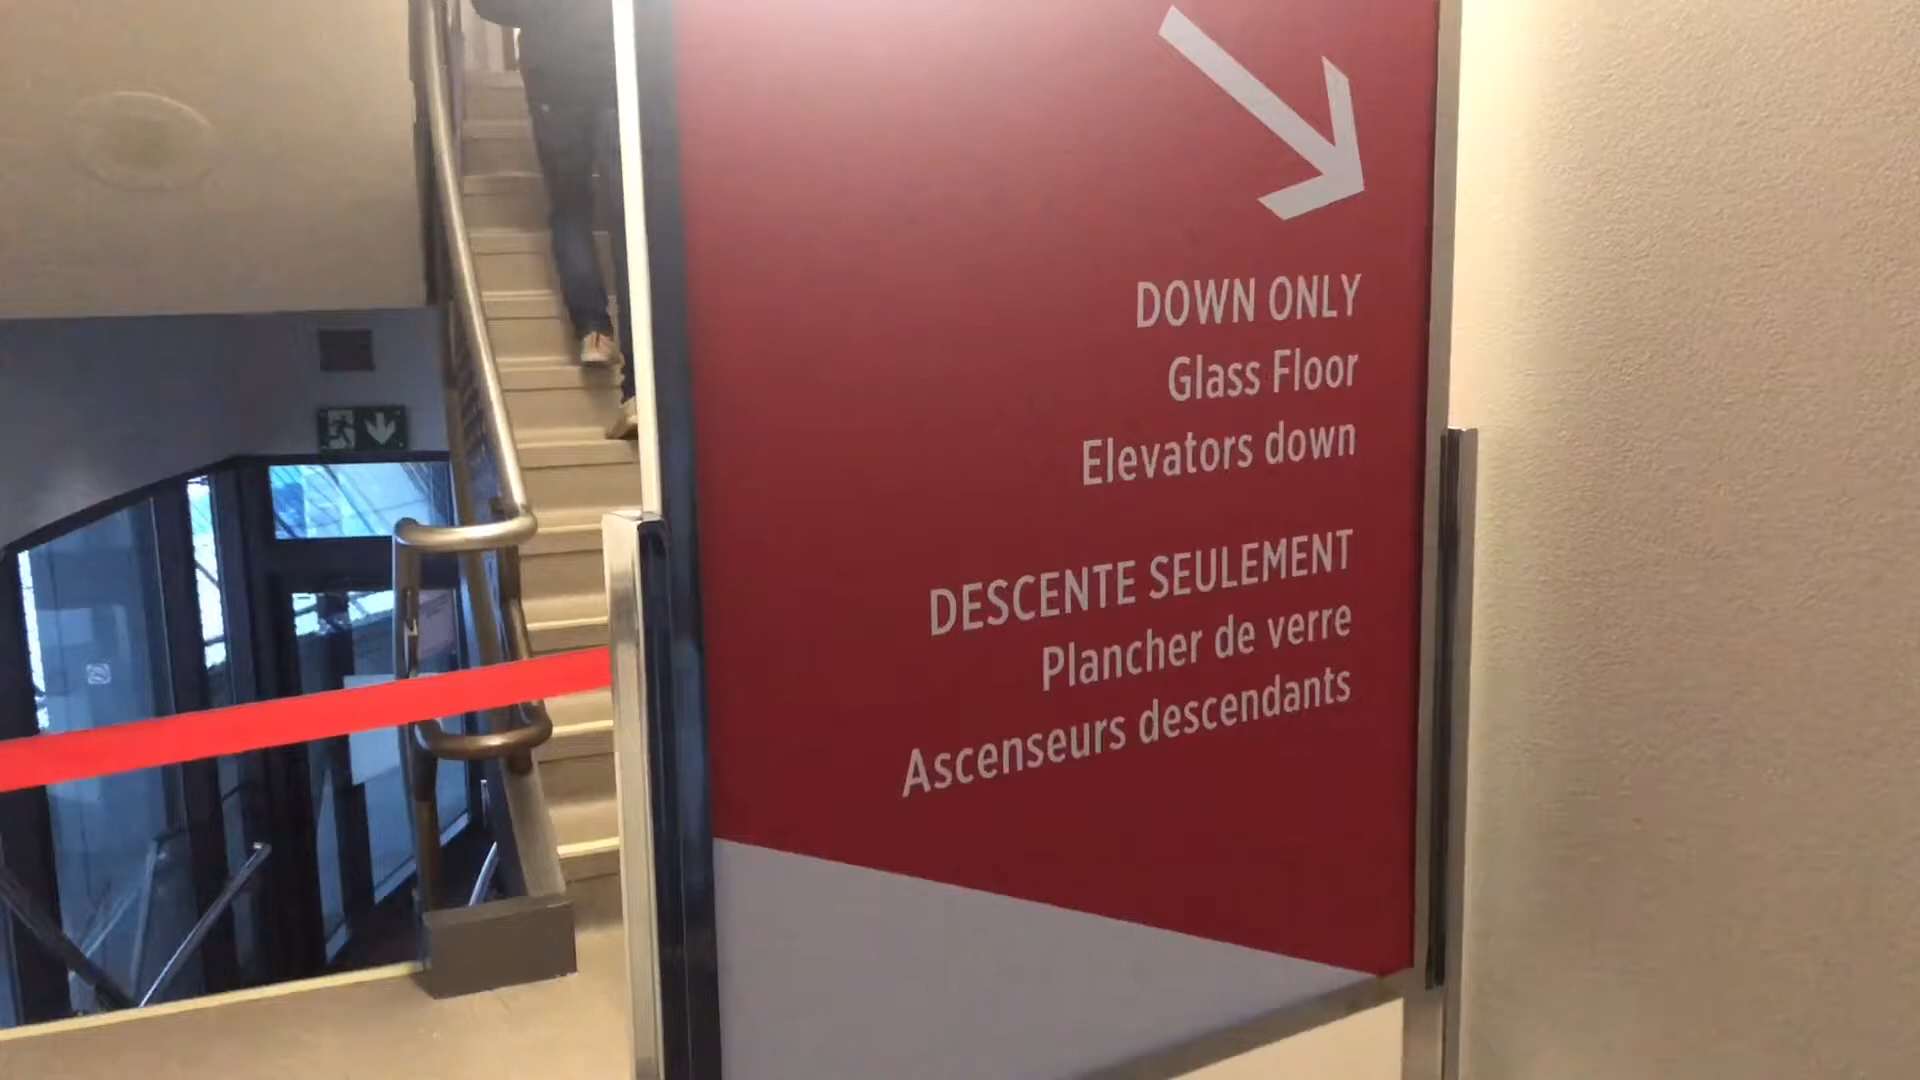 DOWN ONLY
Glass Floor
Elevators down
DESCENTE SEULEMENT
Plancher de verre
Ascenseurs descendants